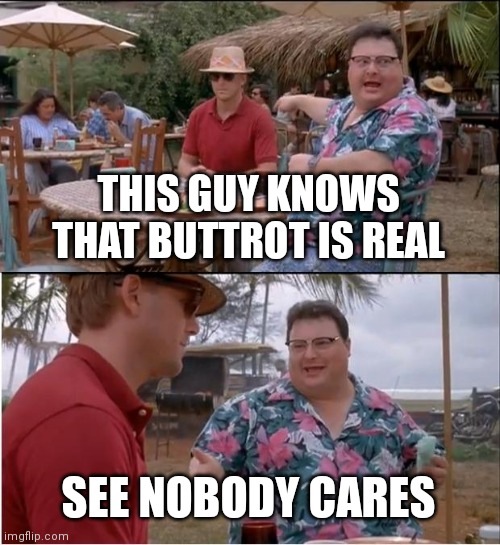 THIS GUY KNOWS
THAT BUTTROT IS REAL
SEE NOBODY CARES
imgflip.com